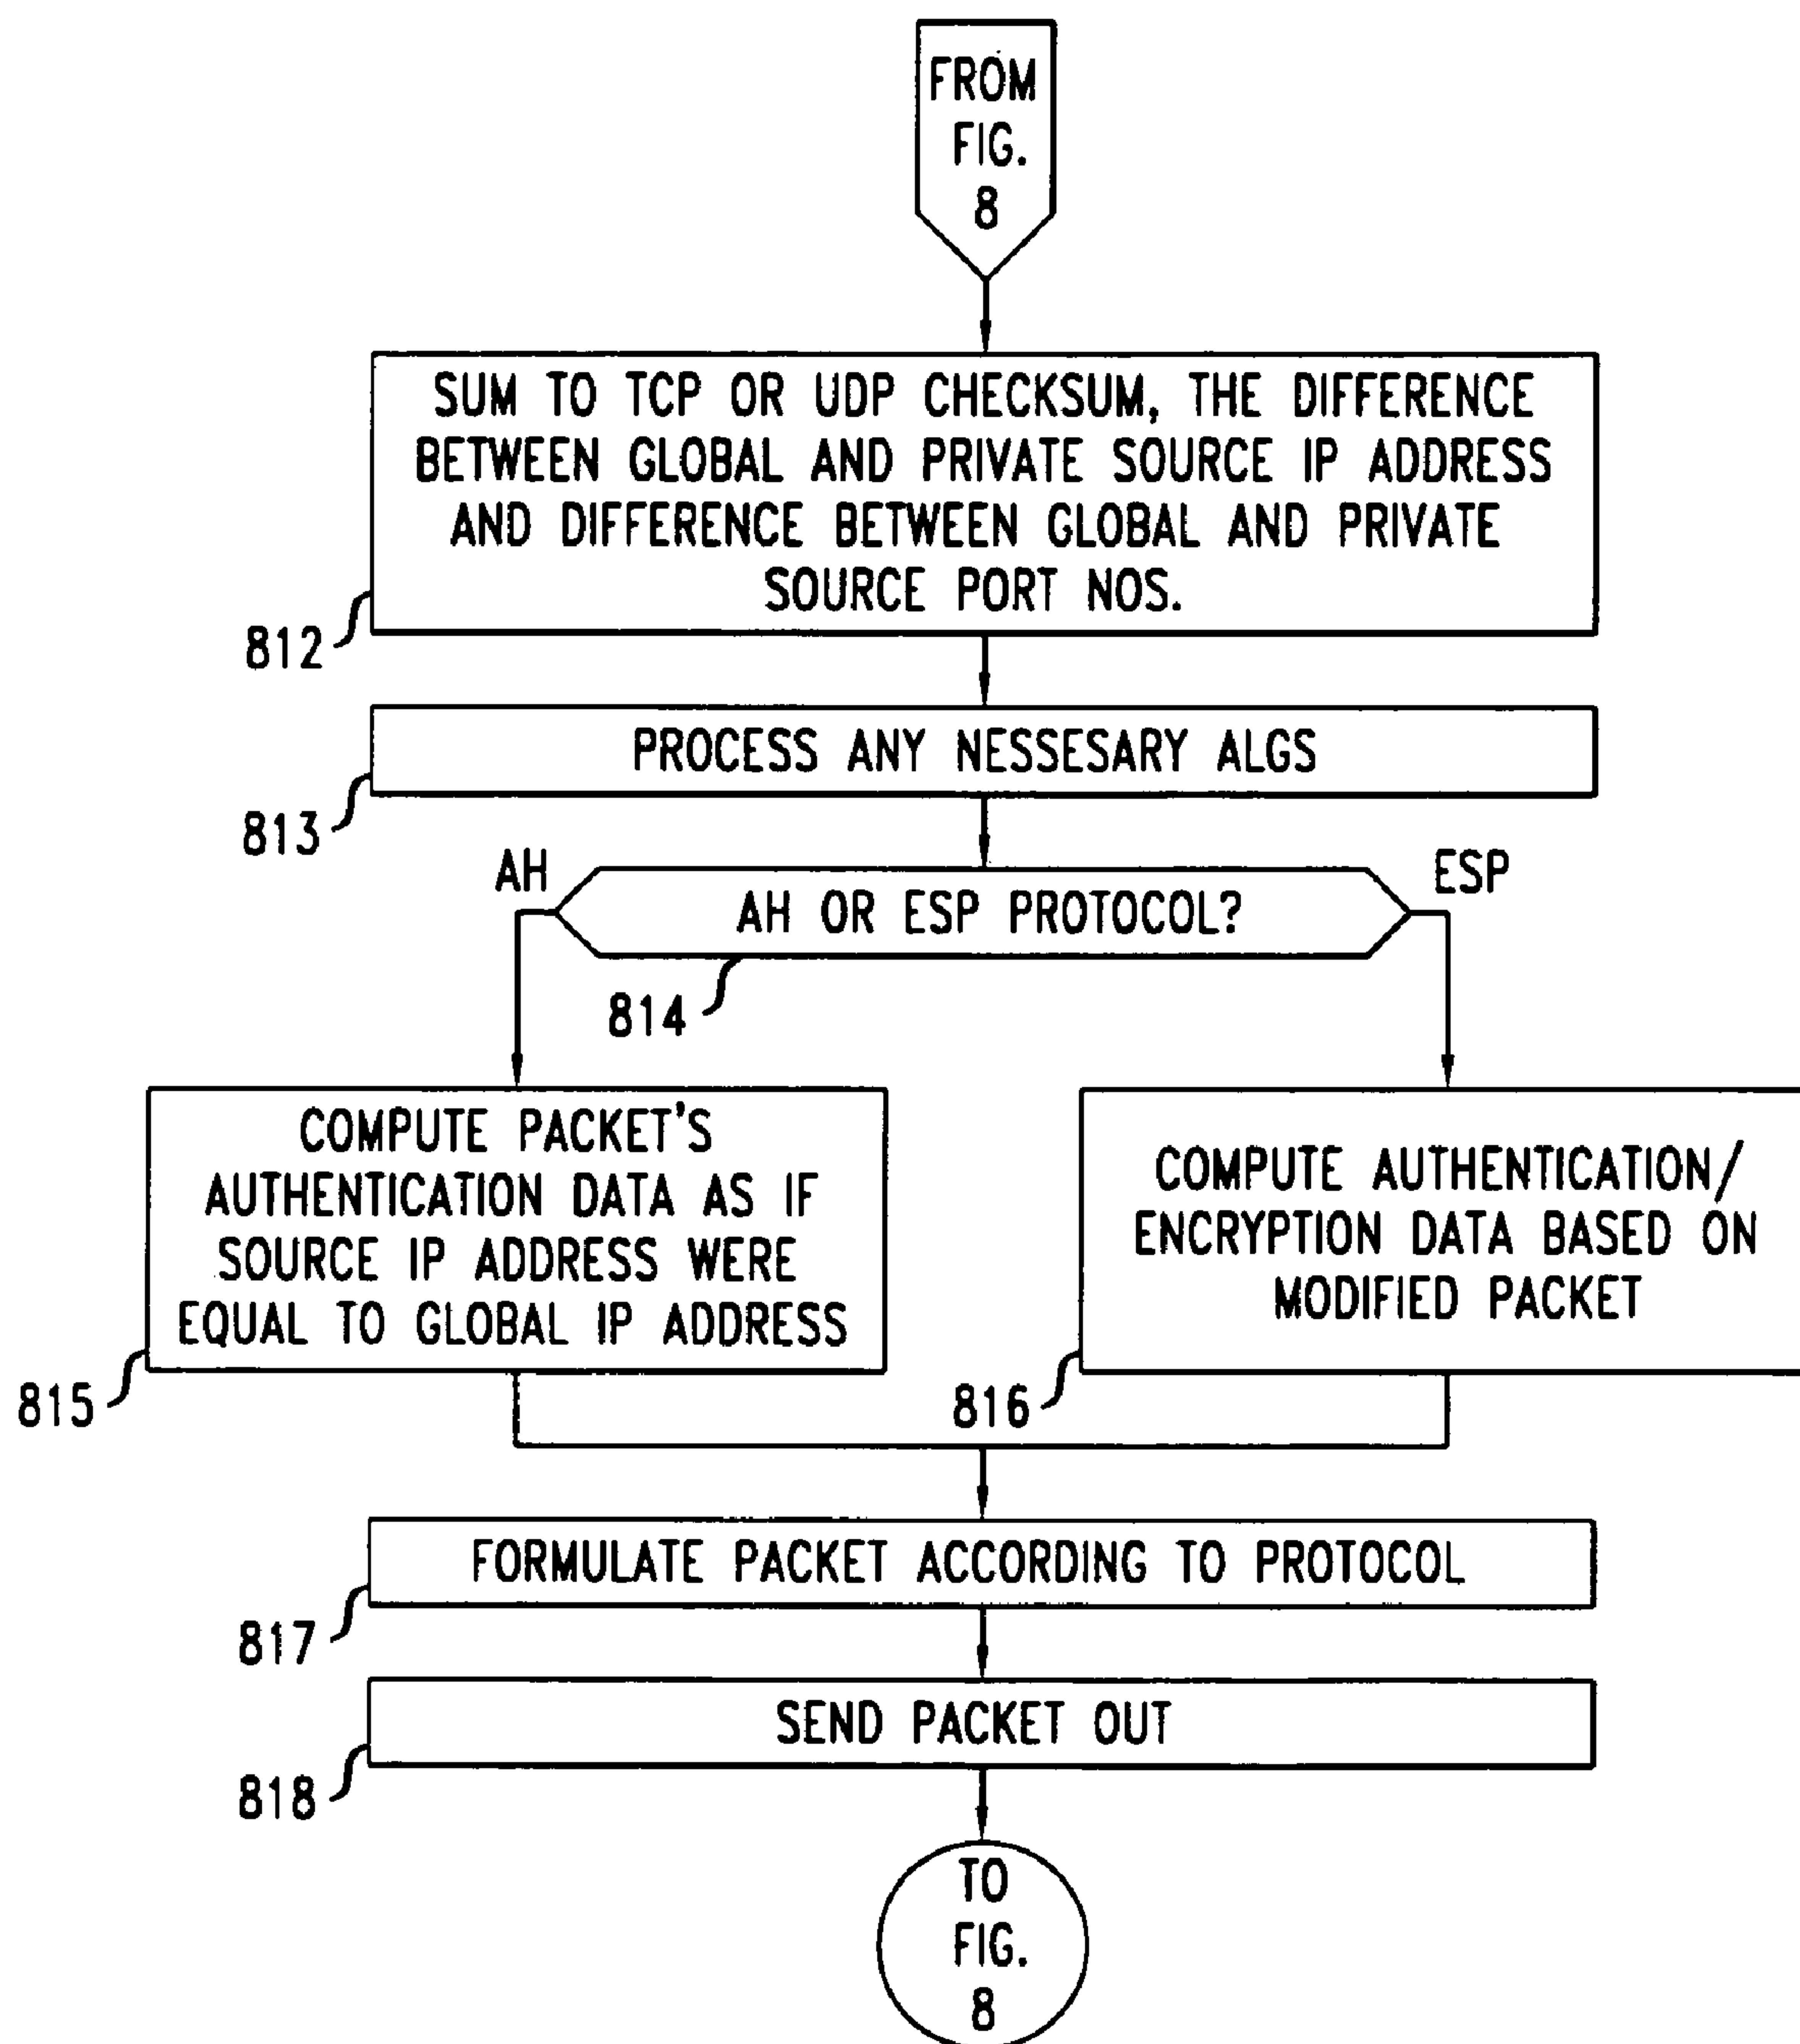 FROM
FIG.
8
SUM TO TCP OR UDP CHECKSUM, THE DIFFERENCE
BETWEEN GLOBAL AND PRIVATE SOURCE IP ADDRESS
AND DIFFERENCE BETWEEN GLOBAL AND PRIVATE
SOURCE PORT NOS.
812
PROCESS ANY NESSESARY ALGS
813
AH
ESP
AH OR ESP PROTOCOL?
814
COMPUTE PACKET'S
AUTHENTICATION DATA AS IF
SOURCE IP ADDRESS WERE
EQUAL TO GLOBAL IP ADDRESS
815
COMPUTE AUTHENTICATION/
ENCRYPTION DATA BASED ON
MODIFIED PACKET
816
FORMULATE PACKET ACCORDING TO PROTOCOL
817
SEND PACKET OUT
818
TO
FIG.
8